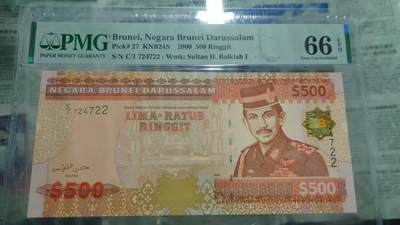 PMG
PAPER MONEY GUARANTY
Brunei, Negara Brunei Darussalam
Pick# 27 KNB24S 2000 500 Ringgit
S/N C/1 724722 - Wmk: Sultan H. Bolkiah I
66 EPQ
Gem Uncirculated
NEGARA BRUNEI DARUSSALAM
$500
C/1 724722
LIMA-RATUS
RINGGIT
$500
$500